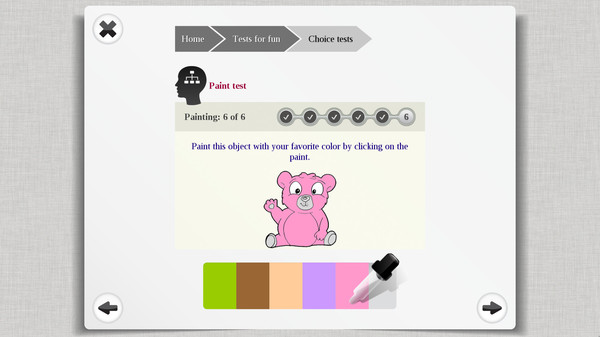 Home
Tests for fun
Choice tests
Paint test
Painting: 6 of 6
6
Paint this object with your favorite color by clicking on the
paint.